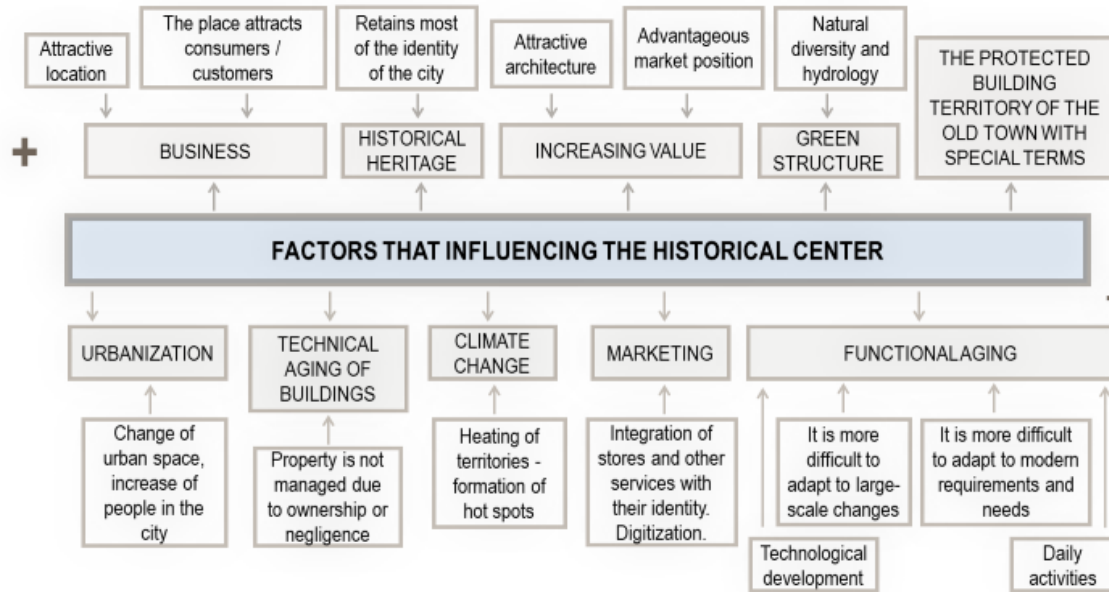 Attractive
location
The place attracts
consumers /
customers
Retains most
of the identity
of the city
Attractive
architecture
Advantageous
market position
Natural
diversity and
hydrology
THE PROTECTED
BUILDING
TERRITORY OF THE
OLD TOWN WITH
SPECIAL TERMS
+
BUSINESS
HISTORICAL
HERITAGE
INCREASING VALUE
GREEN
STRUCTURE
FACTORS THAT INFLUENCING THE HISTORICAL CENTER
URBANIZATION
TECHNICAL
AGING OF
BUILDINGS
CLIMATE
CHANGE
MARKETING
FUNCTIONAL AGING
Change of
urban space,
increase of
people in the
city
Property is not
managed due
to ownership or
negligence
Heating of
territories -
formation of
hot spots
Integration of
stores and other
services with
their identity.
Digitization.
It is more
difficult to
adapt to large-
scale changes
It is more difficult
to adapt to modern
requirements and
needs
Technological
development
Daily
activities